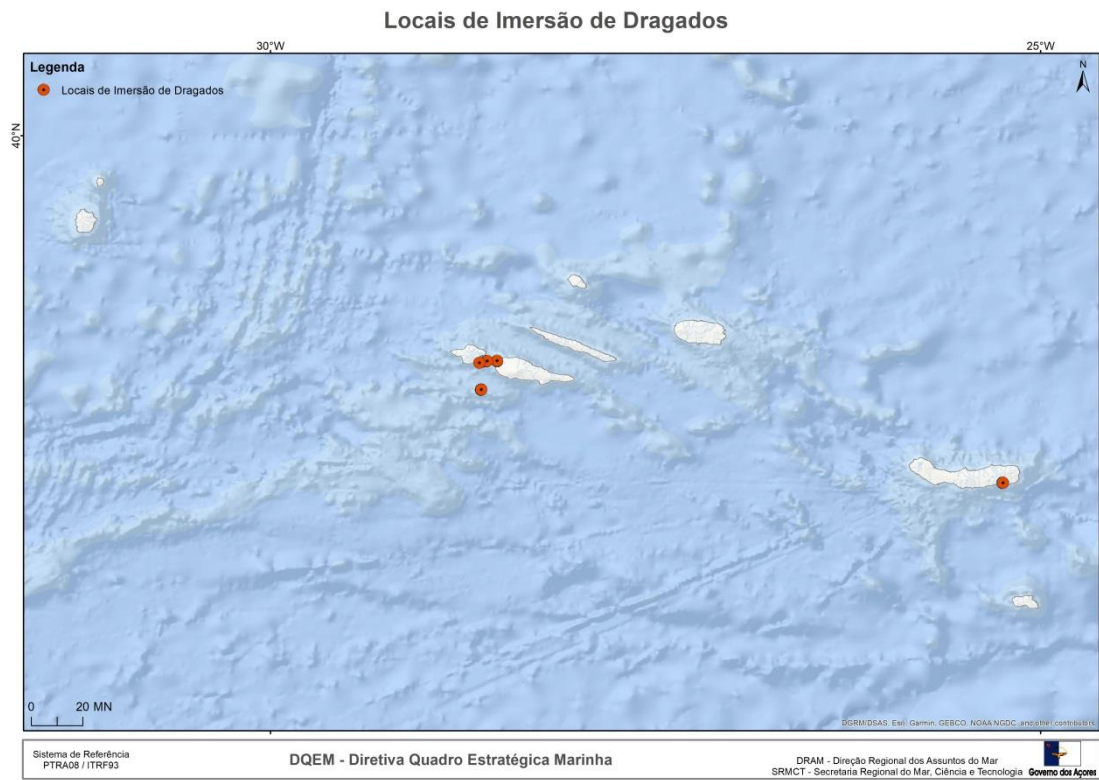 Locais de Imersão de Dragados
30°W
25°W
Legenda
Locais de Imersão de Dragados
N
40°N
0 20 MN
DGRM/DSAS, Esri, Garmin, GEBCO, NOAA NGDC, and other contributors
Sistema de Referência
PTRA08 / ITRF93
DQEM - Diretiva Quadro Estratégica Marinha
DRAM - Direção Regional dos Assuntos do Mar
SRMCT - Secretaria Regional do Mar, Ciência e Tecnologia
Governo dos Açores